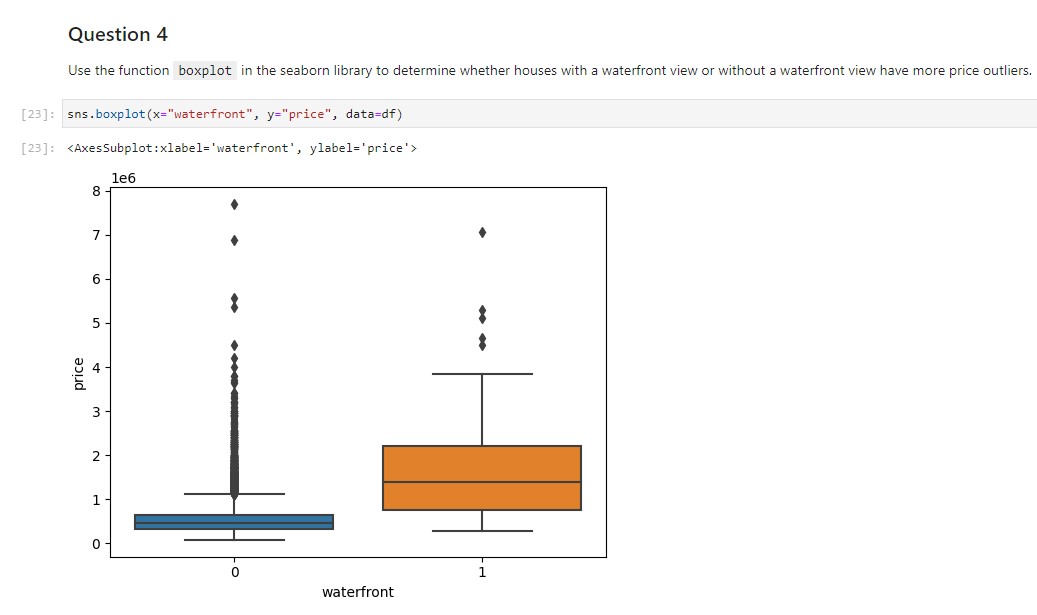 Question 4
Use the function boxplot in the seaborn library to determine whether houses with a waterfront view or without a waterfront view have more price outliers.
[23]: sns.boxplot(x="waterfront", y="price", data=df)
[23]: <AxesSubplot:xlabel='waterfront', ylabel='price'>
1e6
8
7
6
5
4
price
3
2
1
0
0 1
waterfront